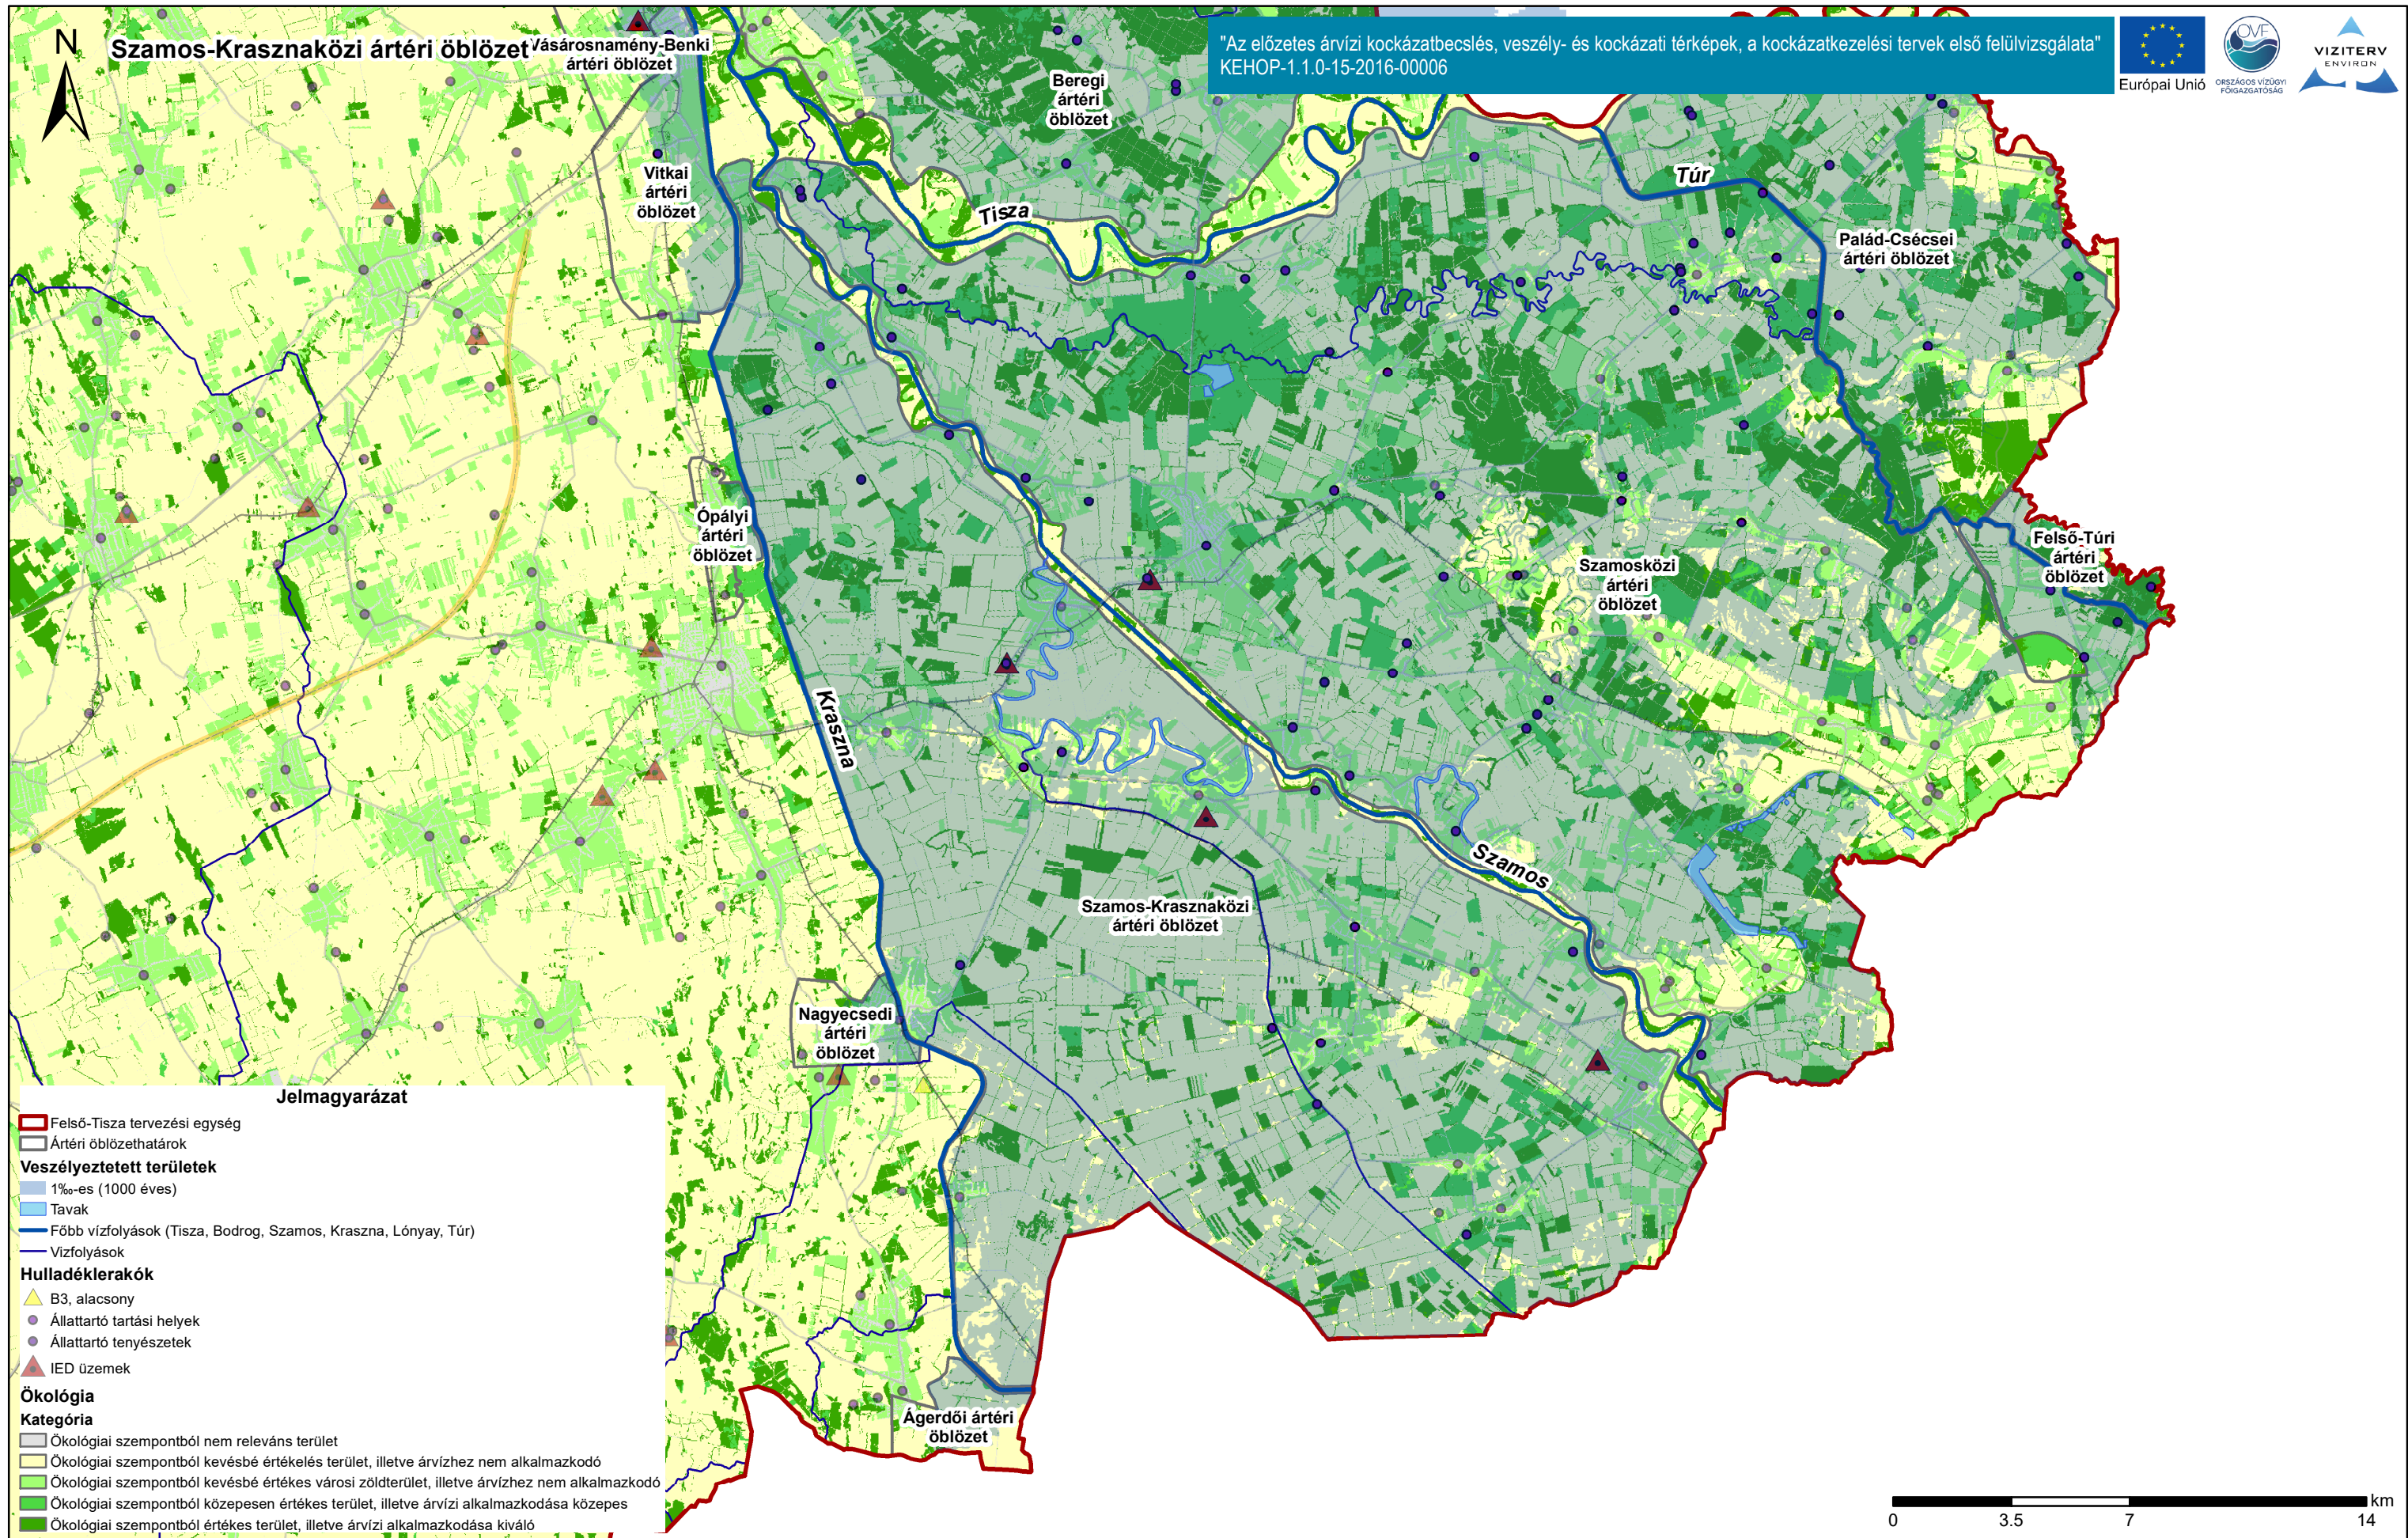 N
Szamos-Krasznaközi ártéri öblözet
Vásárosnamény-Benki
ártéri öblözet
"Az előzetes árvízi kockázatbecslés, veszély- és kockázati térképek, a kockázatkezelési tervek első felülvizsgálata"
KEHOP-1.1.0-15-2016-00006
Európai Unió
OVF
ORSZÁGOS VÍZÜGYI
FŐIGAZGATÓSÁG
VIZITERV
ENVIRON
Beregi
ártéri
öblözet
Vitkai
ártéri
öblözet
Tisza
Túr
Palád-Csécsei
ártéri öblözet
Ópályi
ártéri
öblözet
Felső-Túri
ártéri
öblözet
Szamosközi
ártéri
öblözet
Kraszna
Szamos
Szamos-Krasznaközi
ártéri öblözet
Nagyecsedi
ártéri
öblözet
Ágerdői ártéri
öblözet
Jelmagyarázat
Felső-Tisza tervezési egység
Ártéri öblözethatárok
Veszélyeztetett területek
1‰-es (1000 éves)
Tavak
Főbb vízfolyások (Tisza, Bodrog, Szamos, Kraszna, Lónyay, Túr)
Vizfolyások
Hulladéklerakók
B3, alacsony
Állattartó tartási helyek
Állattartó tenyészetek
IED üzemek
Ökológia
Kategória
Ökológiai szempontból nem releváns terület
Ökológiai szempontból kevésbé értékelés terület, illetve árvízhez nem alkalmazkodó
Ökológiai szempontból kevésbé értékes városi zöldterület, illetve árvízhez nem alkalmazkodó
Ökológiai szempontból közepesen értékes terület, illetve árvízi alkalmazkodása közepes
Ökológiai szempontból értékes terület, illetve árvízi alkalmazkodása kiváló
km
0 3.5 7 14